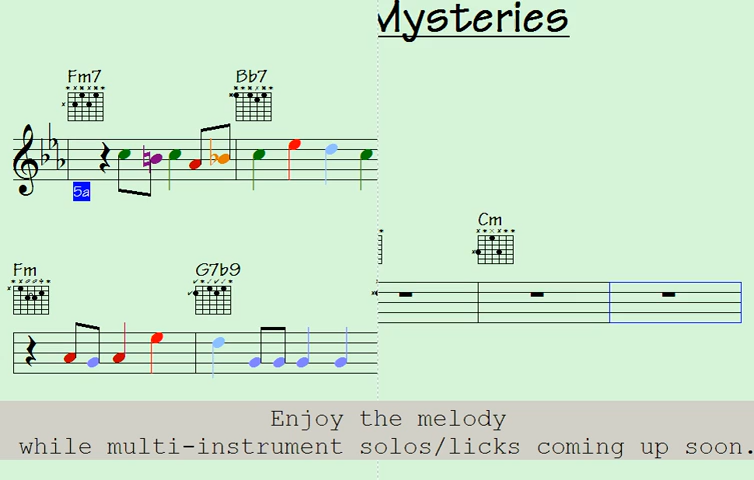 Mysteries
Fm7
Bb7
5a
Cm
Fm
G7b9
Enjoy the melody
while multi-instrument solos/licks coming up soon.